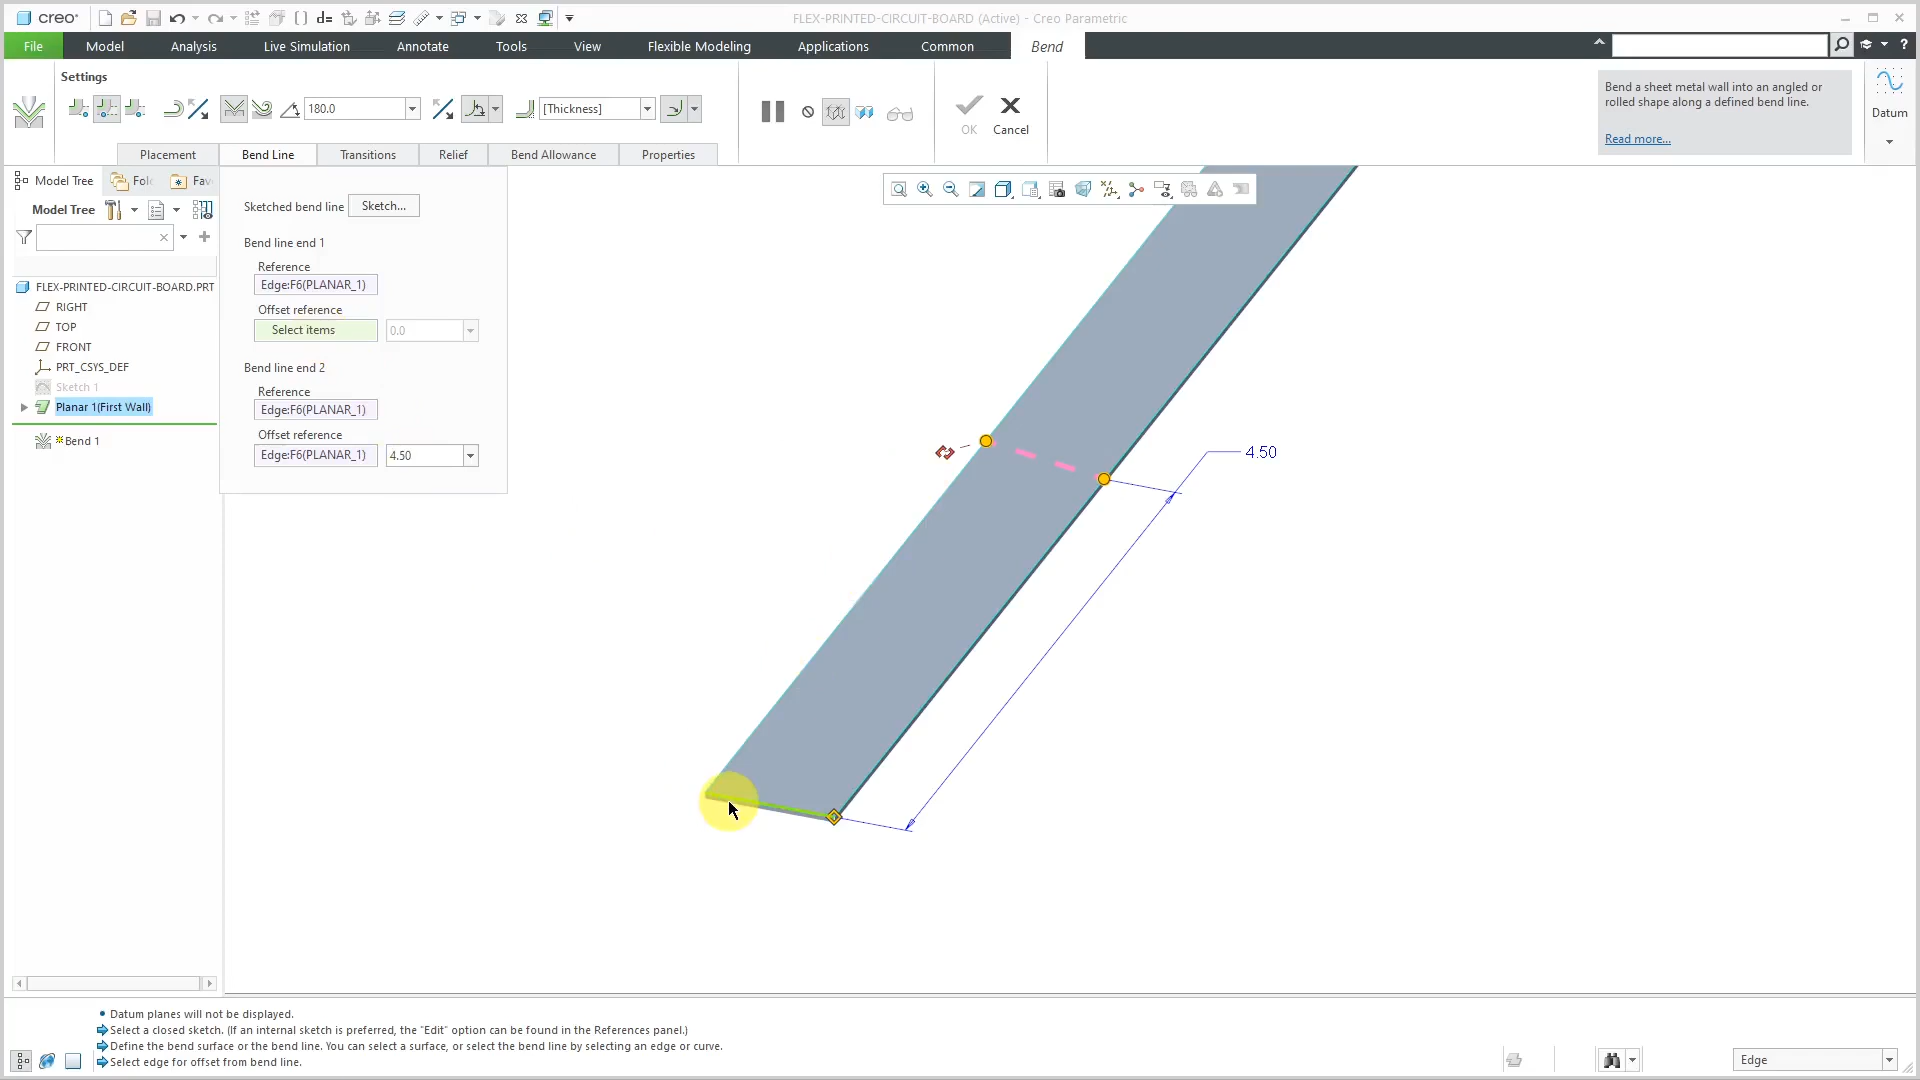 creo
FLEX-PRINTED-CIRCUIT-BOARD (Active) - Creo Parametric
File
Model
Analysis
Live Simulation
Annotate
Tools
View
Flexible Modeling
Applications
Common
Bend
Settings
180.0
[Thickness]
OK
Cancel
Bend a sheet metal wall into an angled or
rolled shape along a defined bend line.
Read more...
Datum
Placement
Bend Line
Transitions
Relief
Bend Allowance
Properties
Model Tree
Fol
Fav
Model Tree
FLEX-PRINTED-CIRCUIT-BOARD.PRT
RIGHT
TOP
FRONT
PRT_CSYS_DEF
Sketch 1
Planar 1(First Wall)
Bend 1
Sketched bend line
Sketch...
Bend line end 1
Reference
Edge:F6(PLANAR_1)
Offset reference
Select items
0.0
Bend line end 2
Reference
Edge:F6(PLANAR_1)
Offset reference
Edge:F6(PLANAR_1)
4.50
4.50
Datum planes will not be displayed.
Select a closed sketch. (If an internal sketch is preferred, the "Edit" option can be found in the References panel.)
Define the bend surface or the bend line. You can select a surface, or select the bend line by selecting an edge or curve.
Select edge for offset from bend line.
Edge